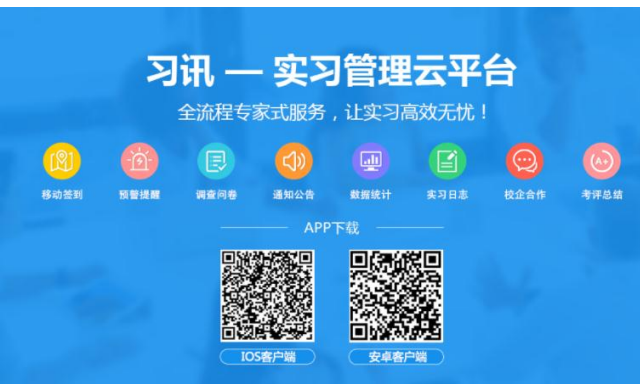 习讯 — 实习管理云平台
全流程专家式服务，让实习高效无忧！
A+
移动签到 预警提醒 调查问卷 通知公告 数据统计 实习日志 校企合作 考评总结
APP下载
IOS客户端 安卓客户端